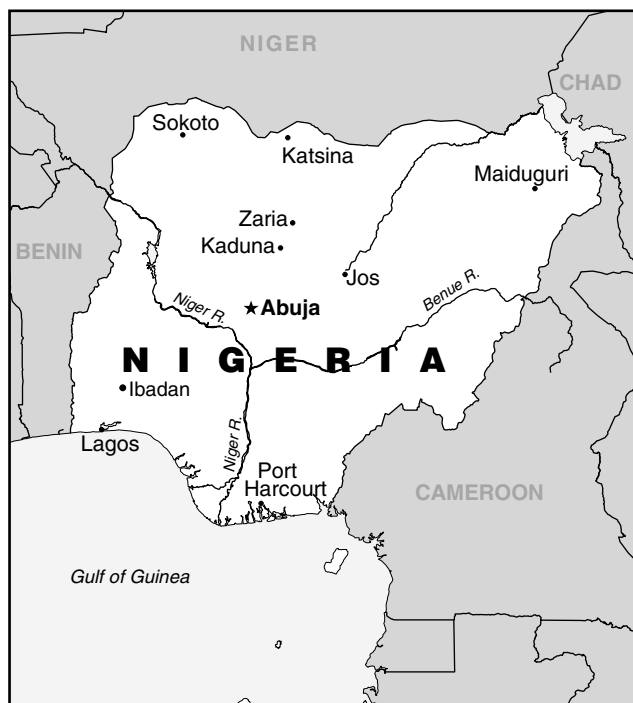 NIGER
CHAD
Sokoto
Katsina
Maiduguri
Zaria
BENIN
Kaduna
Jos
Niger R.
Benue R.
Abuja
NIGERIA
Ibadan
Lagos
Niger R.
Port
Harcourt
CAMEROON
Gulf of Guinea